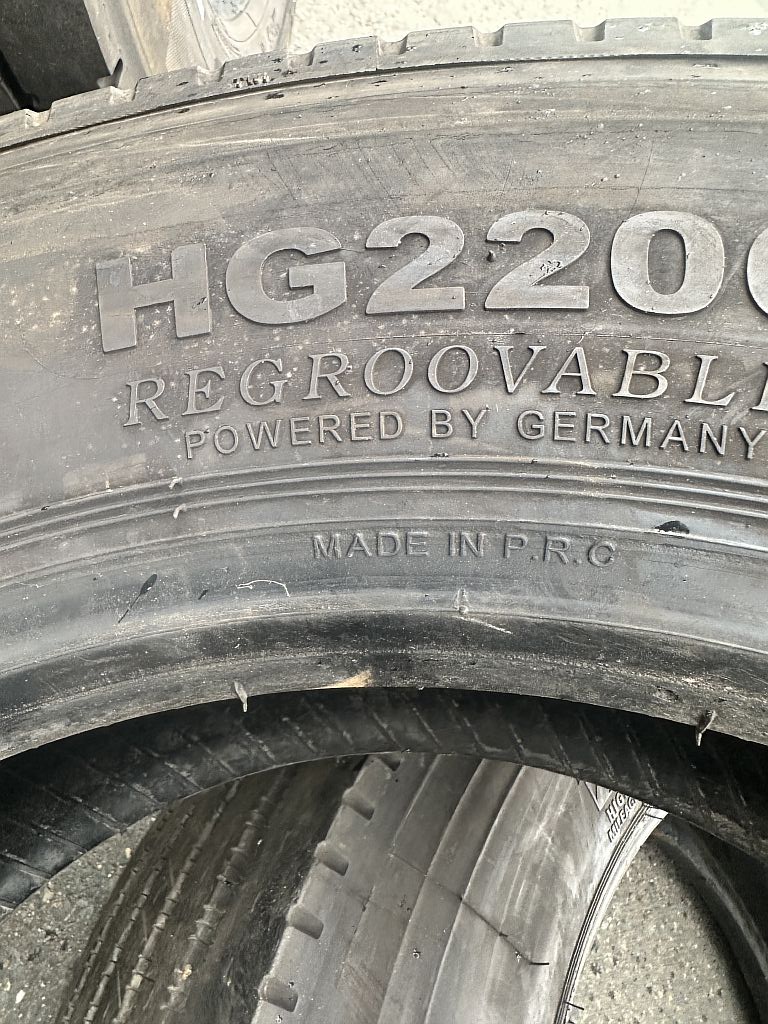 HG220
REGROOVABL
POWERED BY GERMANY
MADE IN P.R.C